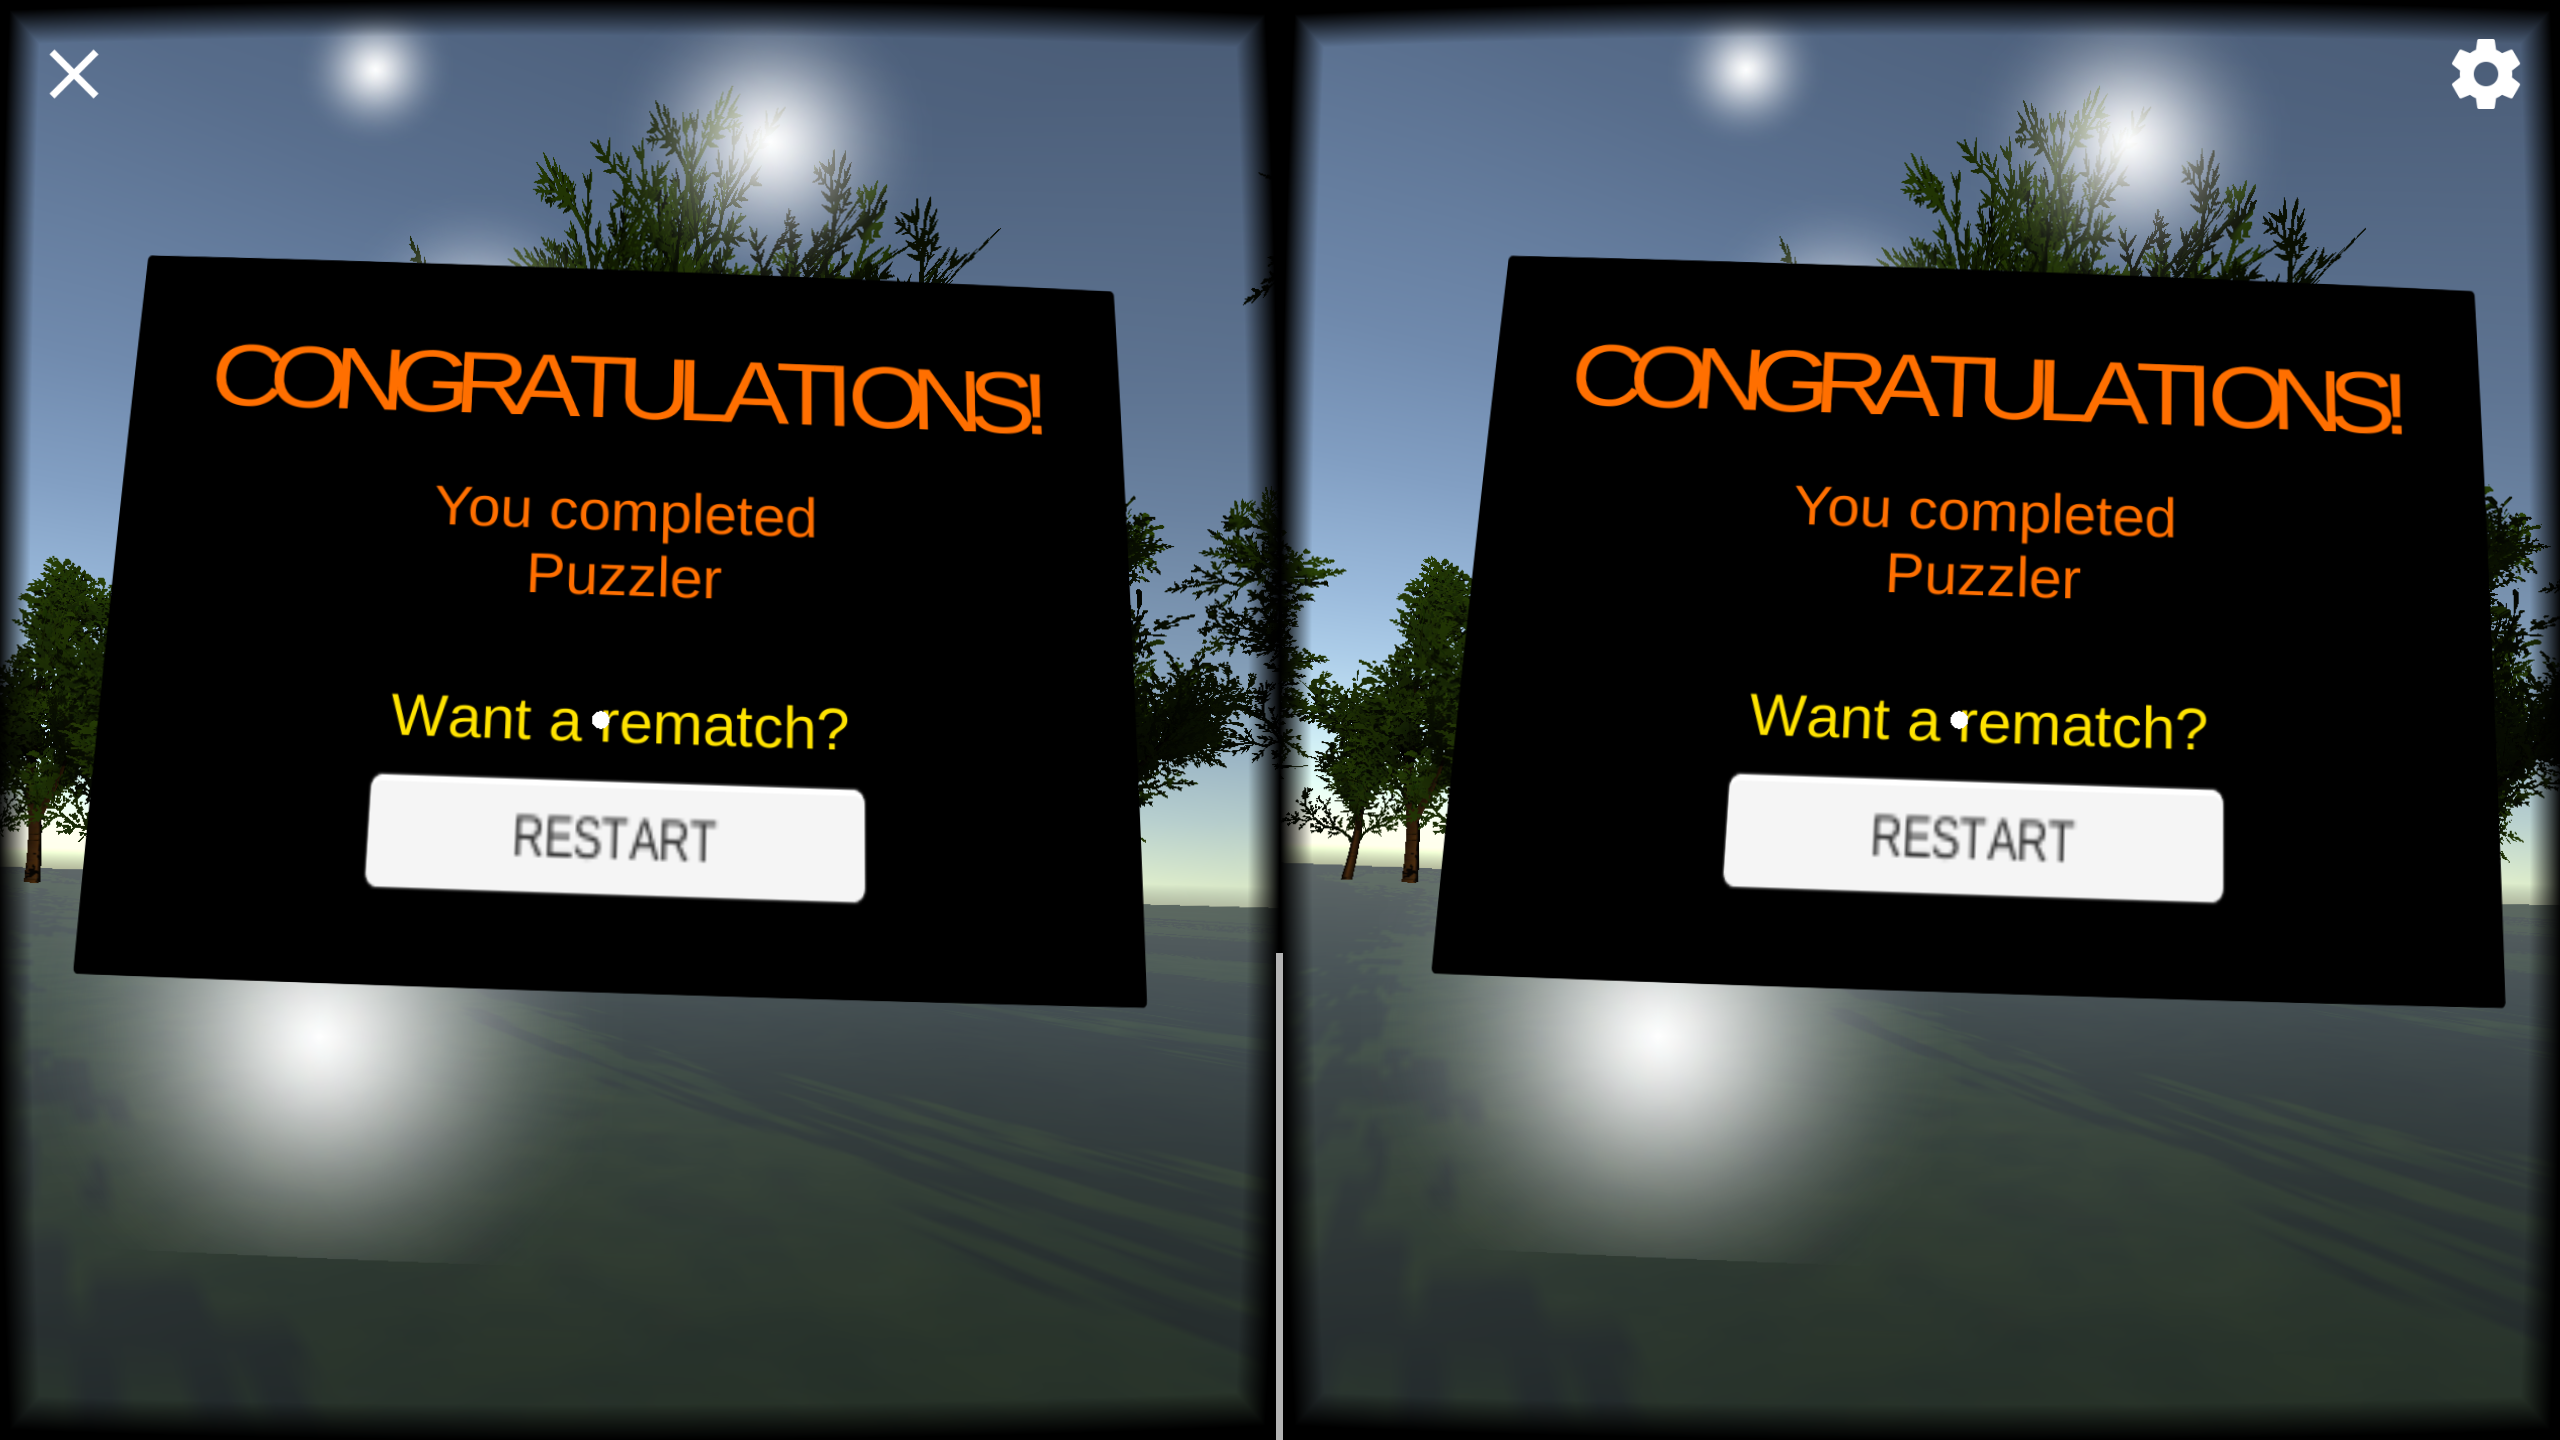 CONGRATULATIONS!
You completed
Puzzler
Want a rematch?
RESTART
CONGRATULATIONS!
You completed
Puzzler
Want a rematch?
RESTART